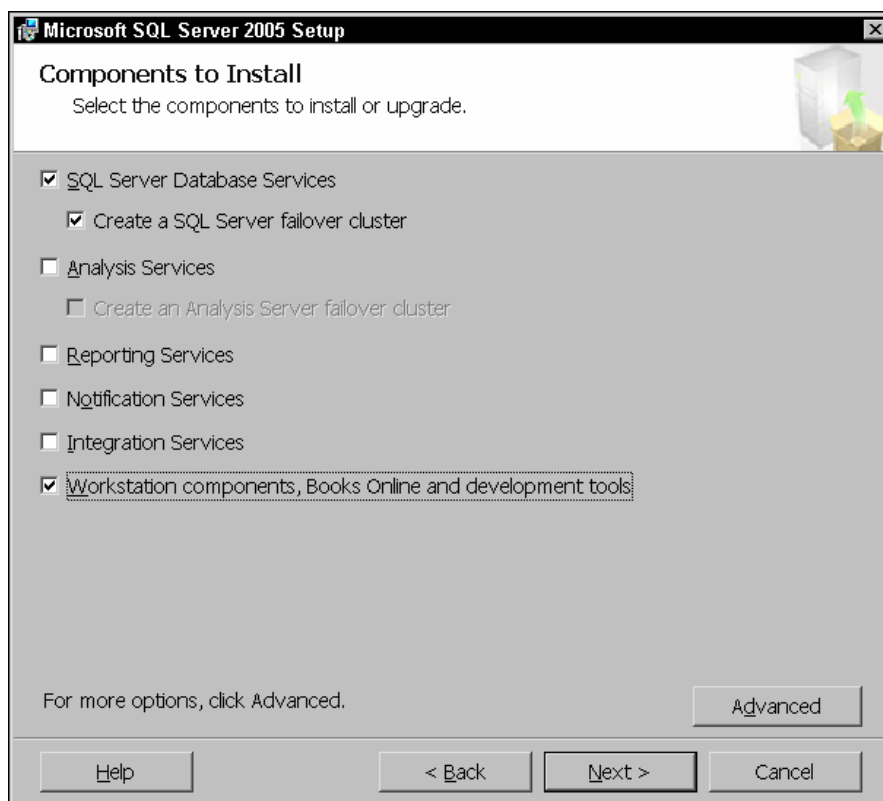 Microsoft SQL Server 2005 Setup
Components to Install
Select the components to install or upgrade.
SQL Server Database Services
Create a SQL Server failover cluster
Analysis Services
Create an Analysis Server failover cluster
Reporting Services
Notification Services
Integration Services
Workstation components, Books Online and development tools
For more options, click Advanced.
Advanced
Help
< Back
Next >
Cancel